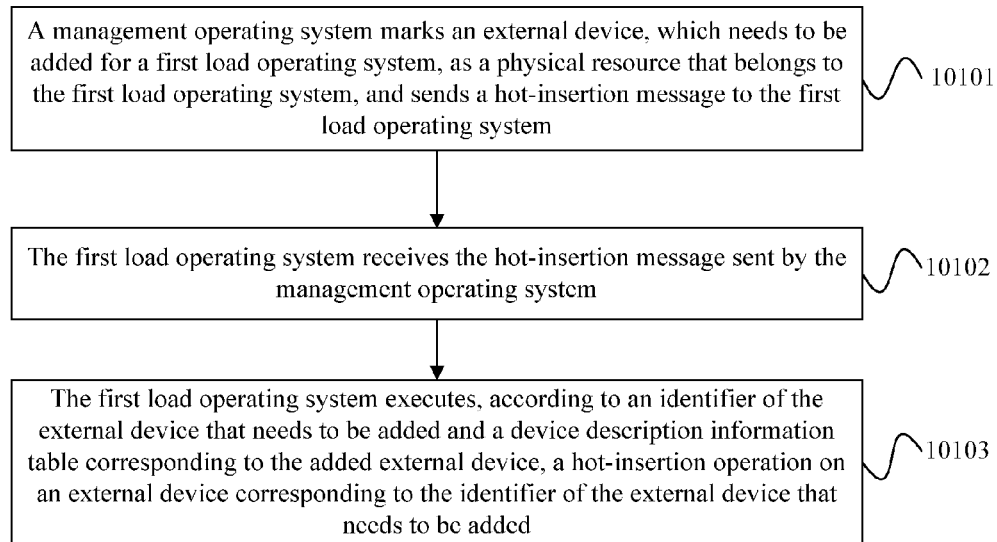 A management operating system marks an external device, which needs to be
added for a first load operating system, as a physical resource that belongs to
the first load operating system, and sends a hot-insertion message to the first
load operating system
10101
The first load operating system receives the hot-insertion message sent by the
management operating system
10102
The first load operating system executes, according to an identifier of the
external device that needs to be added and a device description information
table corresponding to the added external device, a hot-insertion operation on
an external device corresponding to the identifier of the external device that
needs to be added
10103